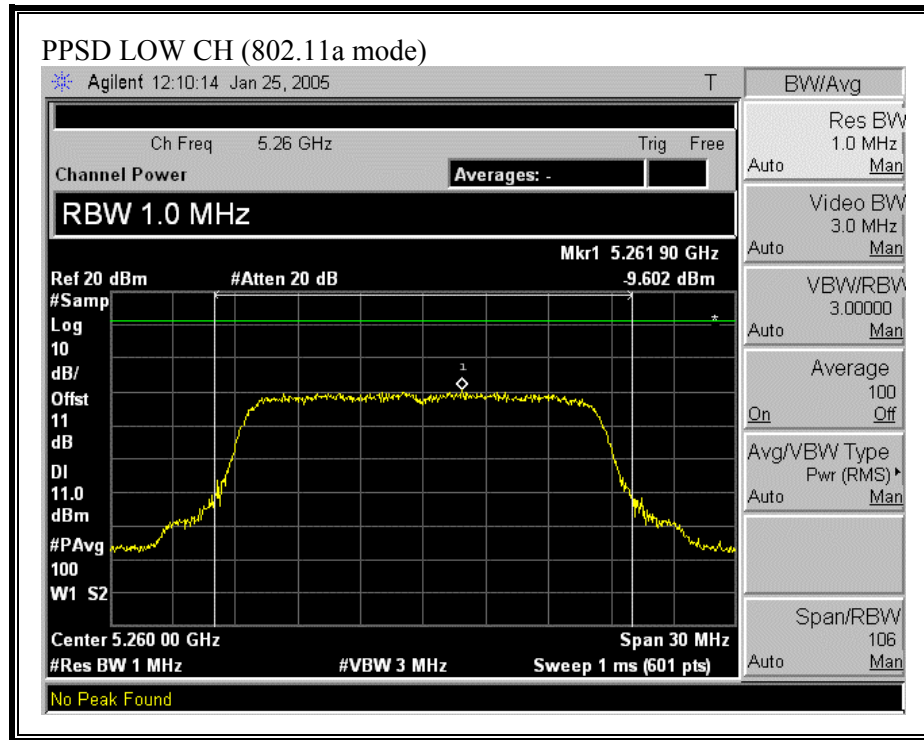 PPSD LOW CH (802.11a mode)
Agilent 12:10:14 Jan 25, 2005 T
BW/Avg
Ch Freq 5.26 GHz Trig Free
Channel Power Averages: -
RBW 1.0 MHz
Mkr1 5.261 90 GHz
Ref 20 dBm #Atten 20 dB -9.602 dBm
#Samp
Log
10
dB/
Offst
11
dB
DI
11.0
dBm
#PAvg
100
W1 S2
*
1
Center 5.260 00 GHz Span 30 MHz
#Res BW 1 MHz #VBW 3 MHz Sweep 1 ms (601 pts)
No Peak Found
Res BW
1.0 MHz
Auto Man
Video BW
3.0 MHz
Auto Man
VBW/RBW
3.00000
Auto Man
Average
100
On Off
Avg/VBW Type
Pwr (RMS)
Auto Man
Span/RBW
106
Auto Man